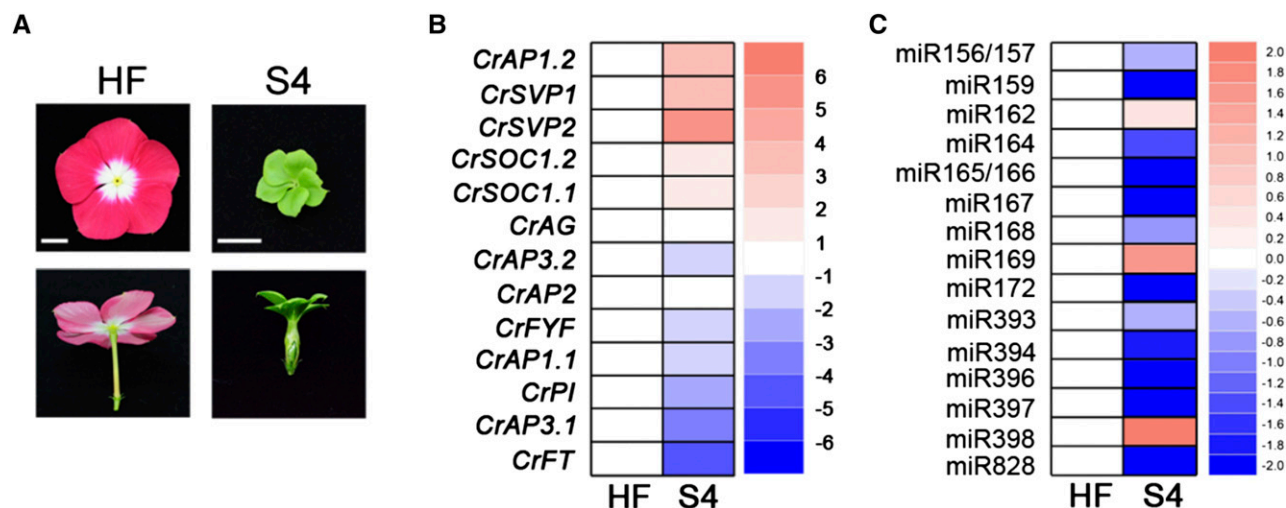 A
HF S4
B
CrAP1.2
CrSVP1
CrSVP2
CrSOC1.2
CrSOC1.1
CrAG
CrAP3.2
CrAP2
CrFYF
CrAP1.1
CrPI
CrAP3.1
CrFT
HF S4
6
5
4
3
2
1
-1
-2
-3
-4
-5
-6
C
miR156/157
miR159
miR162
miR164
miR165/166
miR167
miR168
miR169
miR172
miR393
miR394
miR396
miR397
miR398
miR828
HF S4
2.0
1.8
1.6
1.4
1.2
1.0
0.8
0.6
0.4
0.2
0.0
-0.2
-0.4
-0.6
-0.8
-1.0
-1.2
-1.4
-1.6
-1.8
-2.0